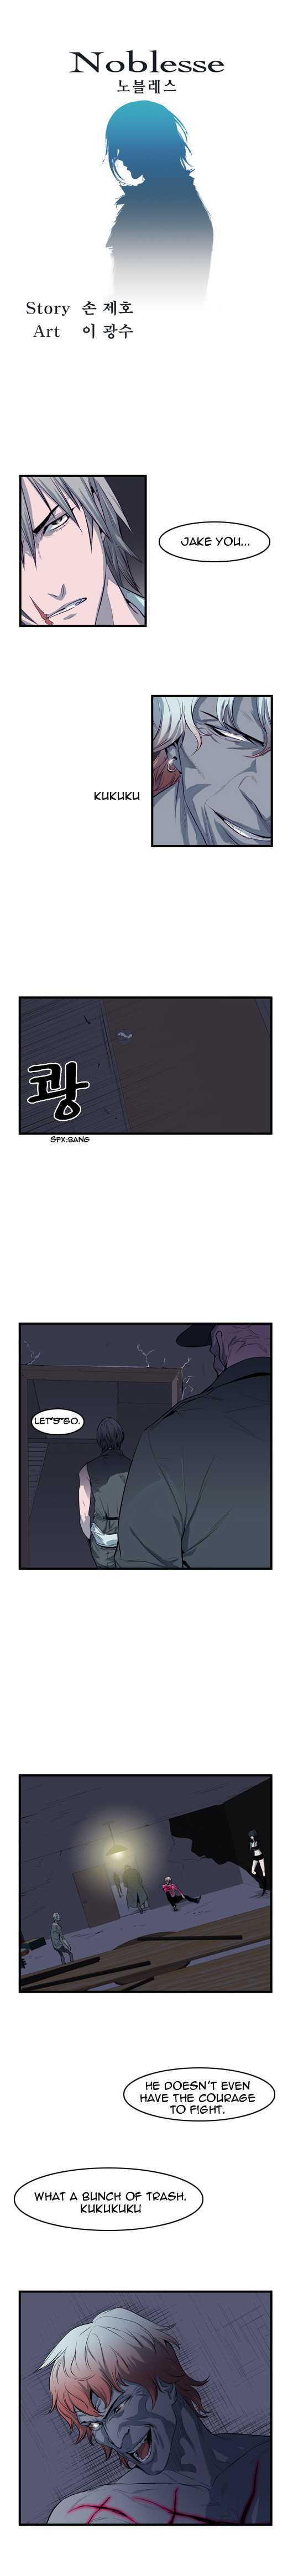 Noblesse
노블레스
Story 손 제호
Art 이 광수
JAKE YOU...
KUKUKU
쾅
SFX:BANG
LET'S GO.
HE DOESN'T EVEN
HAVE THE COURAGE
TO FIGHT.
WHAT A BUNCH OF TRASH.
KUKUKUKU